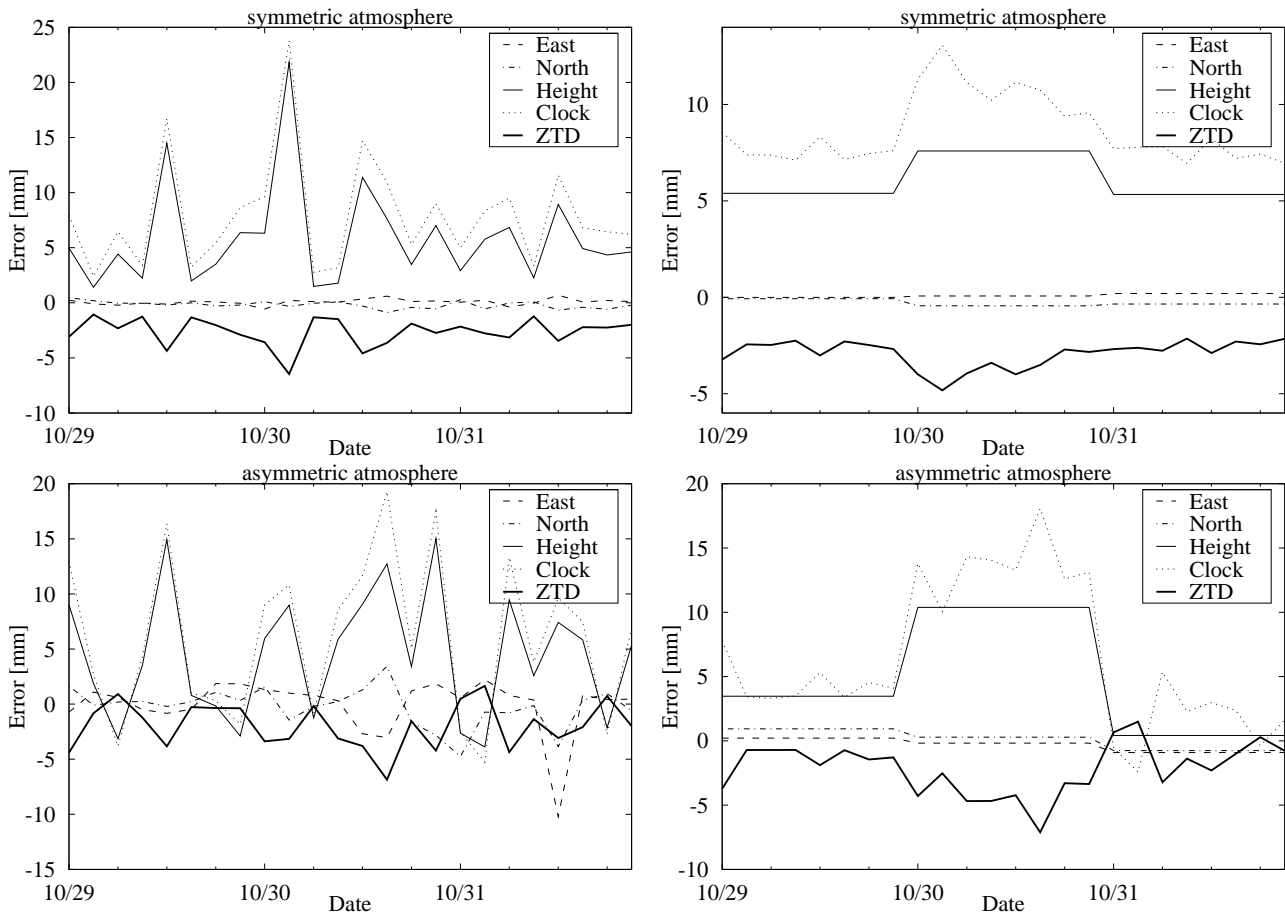 symmetric atmosphere
25
20
15
10
5
0
-5
-10
Error [mm]
East
North
Height
Clock
ZTD
10/29
10/30
10/31
Date
symmetric atmosphere
10
5
0
-5
Error [mm]
East
North
Height
Clock
ZTD
10/29
10/30
10/31
Date
asymmetric atmosphere
20
15
10
5
0
-5
-10
-15
Error [mm]
East
North
Height
Clock
ZTD
10/29
10/30
10/31
Date
asymmetric atmosphere
20
15
10
5
0
-5
-10
Error [mm]
East
North
Height
Clock
ZTD
10/29
10/30
10/31
Date